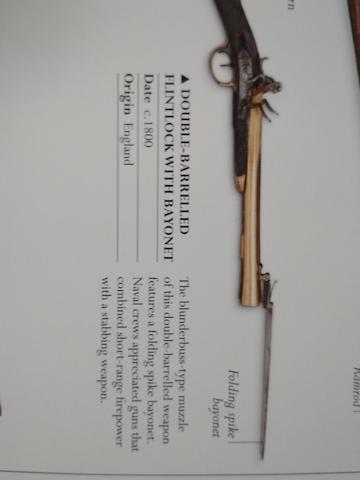 ▲ DOUBLE-BARRELLED
FLINTLOCK WITH BAYONET
Date c.1800
Origin England
The blunderbuss-type muzzle
of this double-barrelled weapon
features a folding spike bayonet.
Naval crews appreciated guns that
combined short-range firepower
with a stabbing weapon.
Folding spike
bayonet
Ramrod